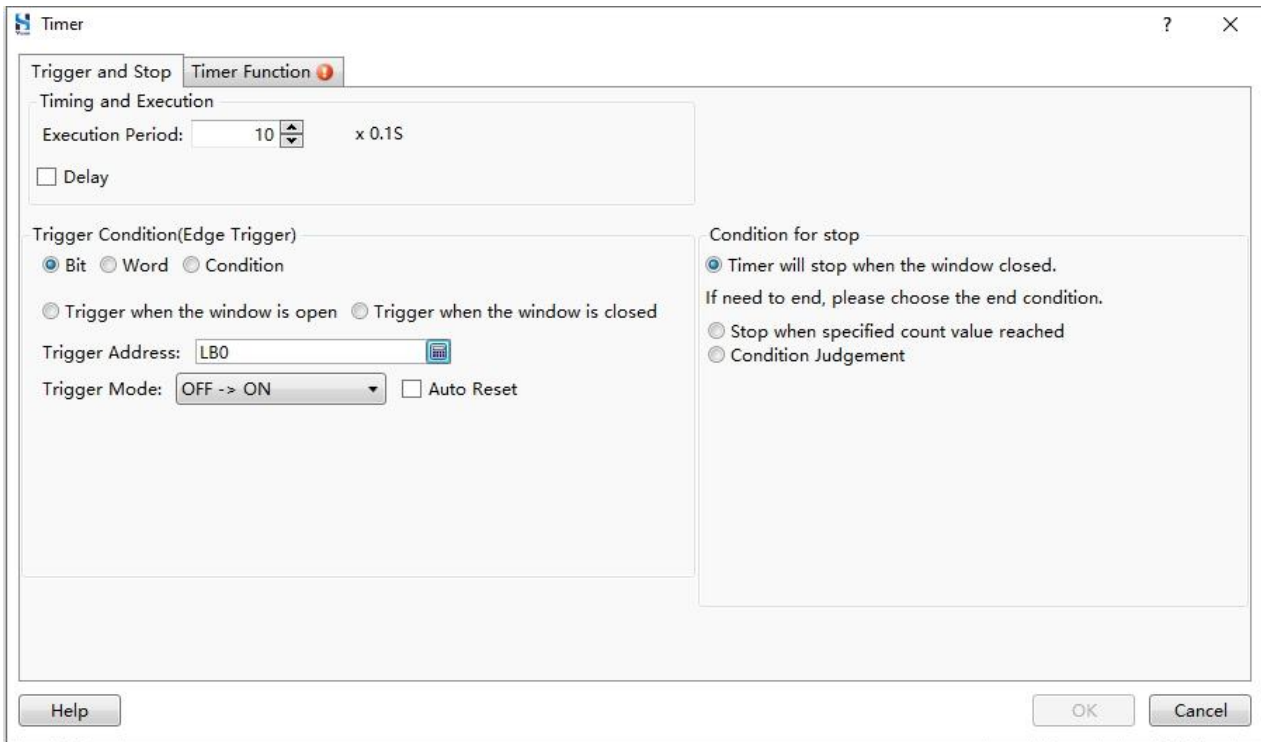 Timer
?
Trigger and Stop
Timer Function
Timing and Execution
Execution Period: 10 x 0.1S
Delay
Trigger Condition(Edge Trigger)
Bit Word Condition
Trigger when the window is open Trigger when the window is closed
Trigger Address: LB0
Trigger Mode: OFF -> ON Auto Reset
Condition for stop
Timer will stop when the window closed.
If need to end, please choose the end condition.
Stop when specified count value reached
Condition Judgement
Help
OK
Cancel